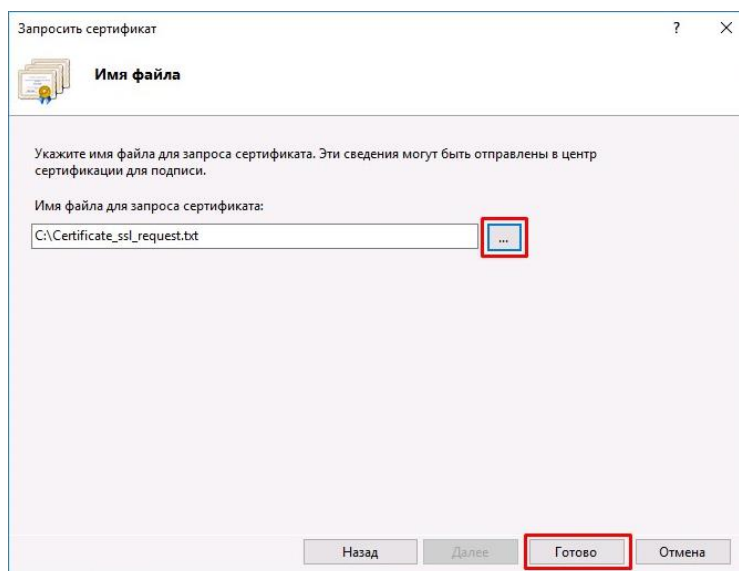 Запросить сертификат
?
Имя файла
Укажите имя файла для запроса сертификата. Эти сведения могут быть отправлены в центр
сертификации для подписи.
Имя файла для запроса сертификата:
C:\Certificate_ssl_request.txt
...
Назад Далее Готово Отмена